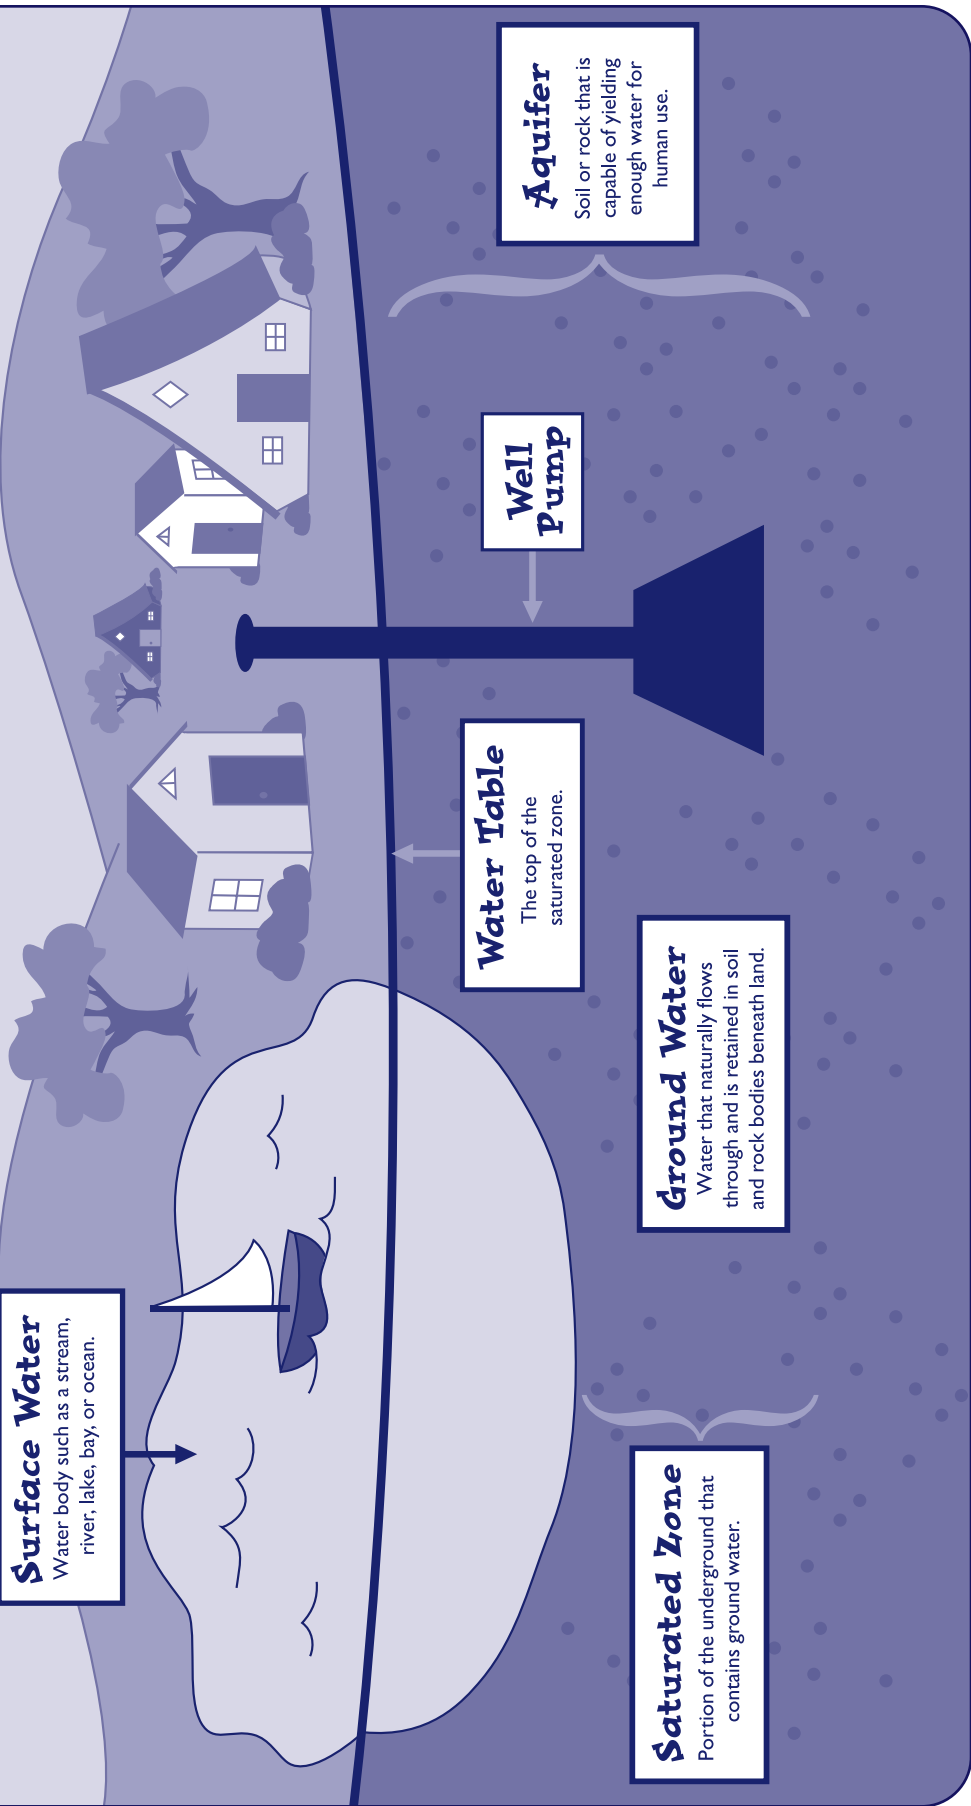 Surface Water
Water body such as a stream,
river, lake, bay, or ocean.
Water Table
The top of the
saturated zone.
Well
Pump
Aquifer
Soil or rock that is
capable of yielding
enough water for
human use.
Saturated Zone
Portion of the underground that
contains ground water.
Ground Water
Water that naturally flows
through and is retained in soil
and rock bodies beneath land.